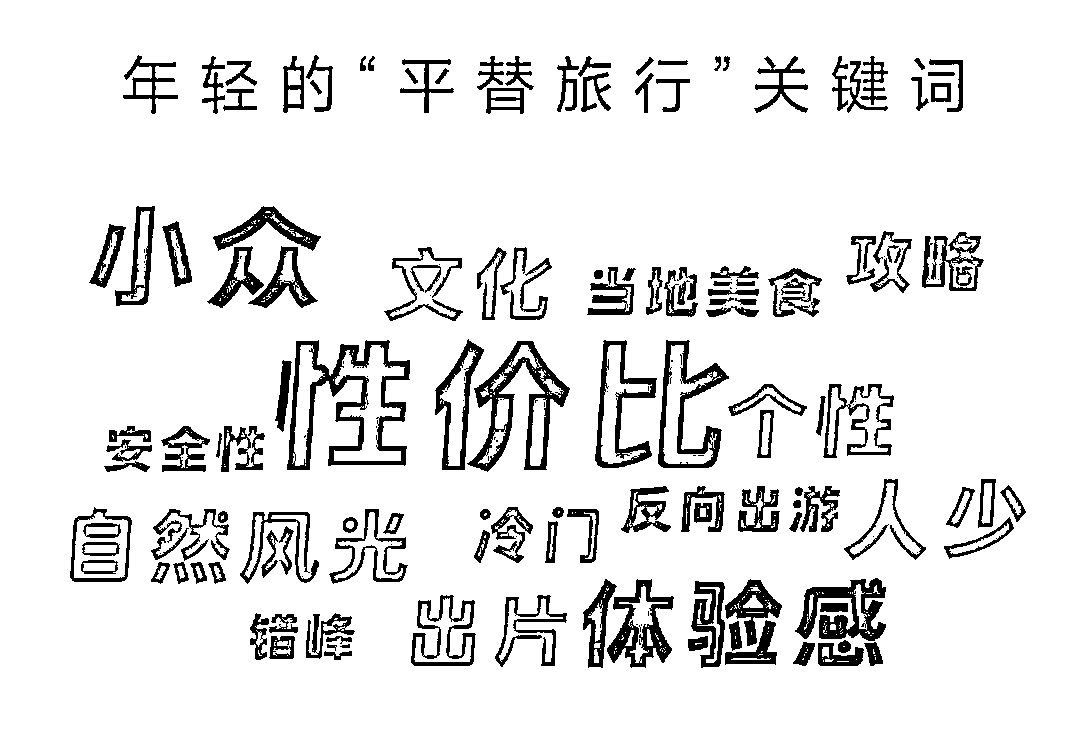 年轻的“平替旅行”关键词
小众 文化 当地美食 攻略
安全性 性价比 个性
自然风光 冷门 反向出游 人少
错峰 出片 体验感